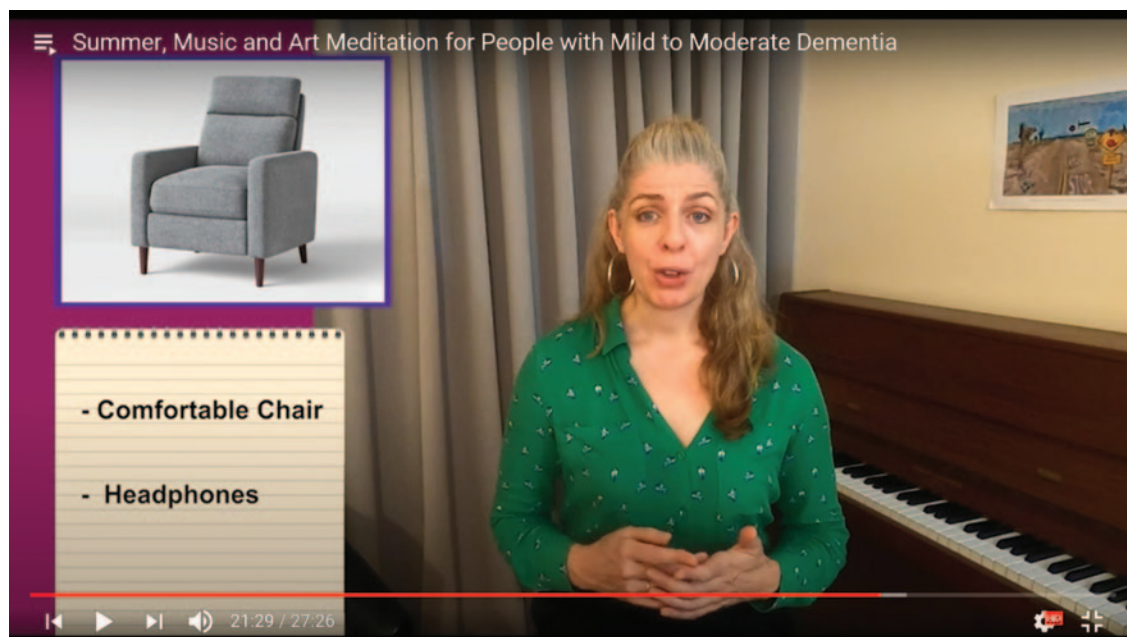 Summer, Music and Art Meditation for People with Mild to Moderate Dementia
- Comfortable Chair
- Headphones
21:29 / 27:26